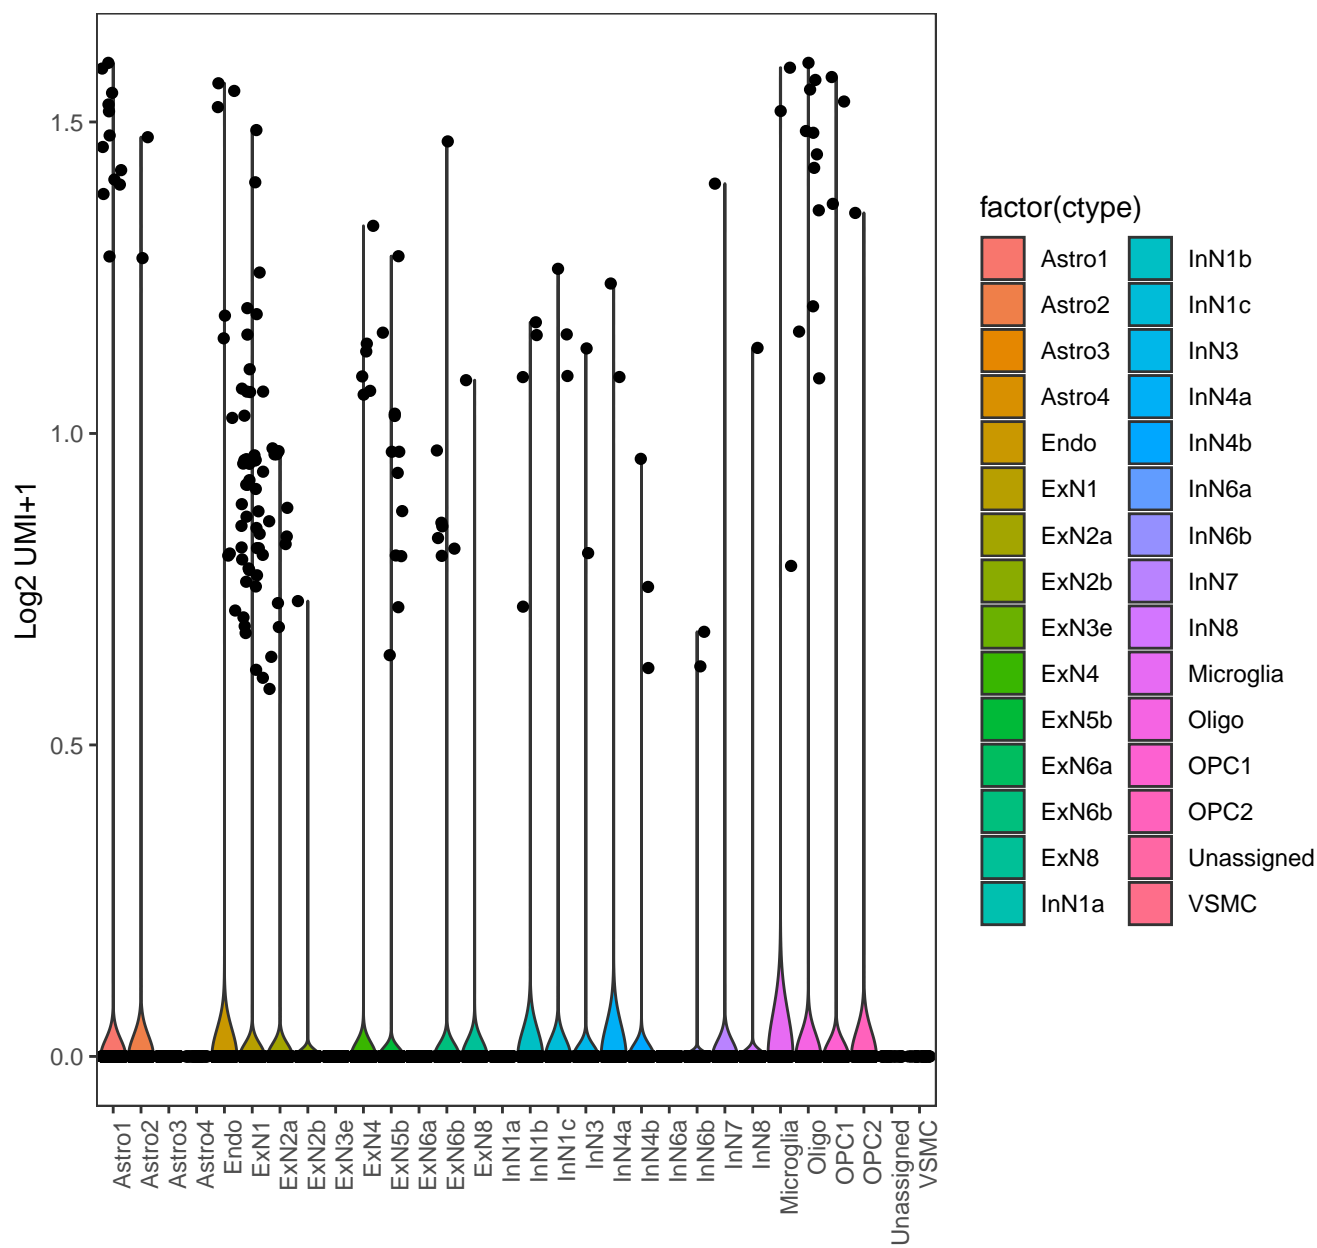 Log2 UMI+1
1.5
1.0
0.5
0.0
Astro1
Astro2
Astro3
Astro4
Endo
ExN1
ExN2a
ExN2b
ExN3e
ExN4
ExN5b
ExN6a
ExN6b
ExN8
InN1a
InN1b
InN1c
InN3
InN4a
InN4b
InN6a
InN6b
InN7
InN8
Microglia
Oligo
OPC1
OPC2
Unassigned
VSMC
factor(ctype)
Astro1
Astro2
Astro3
Astro4
Endo
ExN1
ExN2a
ExN2b
ExN3e
ExN4
ExN5b
ExN6a
ExN6b
ExN8
InN1a
InN1b
InN1c
InN3
InN4a
InN4b
InN6a
InN6b
InN7
InN8
Microglia
Oligo
OPC1
OPC2
Unassigned
VSMC